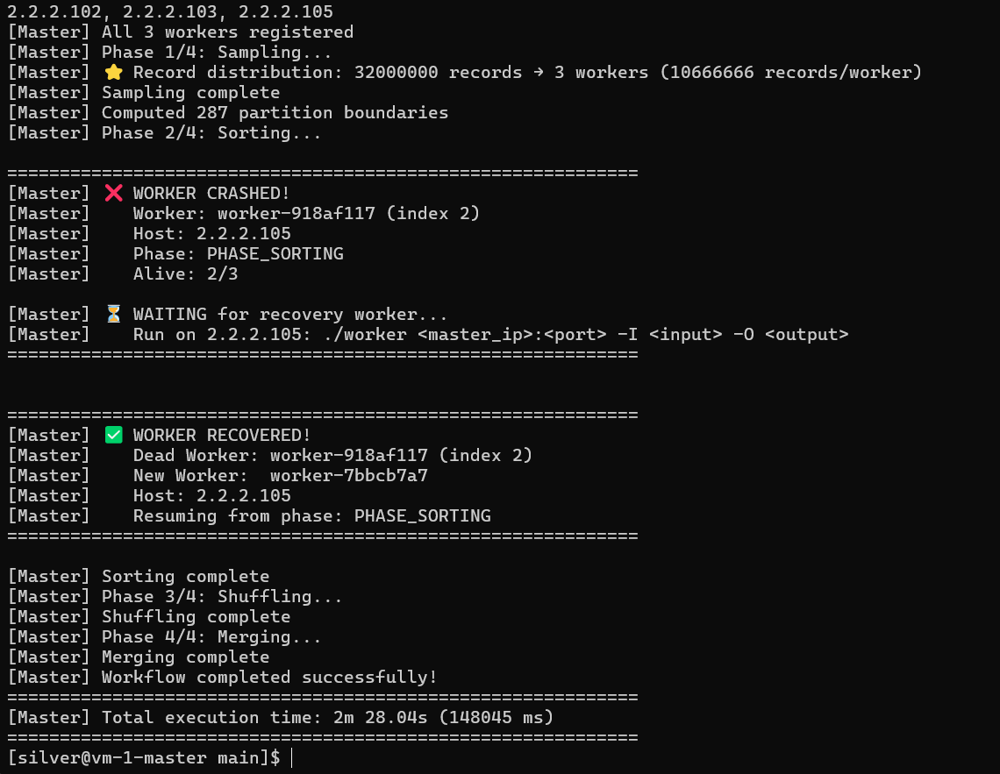 2.2.2.102, 2.2.2.103, 2.2.2.105
[Master] All 3 workers registered
[Master] Phase 1/4: Sampling...
[Master] ⭐ Record distribution: 32000000 records → 3 workers (10666666 records/worker)
[Master] Sampling complete
[Master] Computed 287 partition boundaries
[Master] Phase 2/4: Sorting...
============================================================
[Master] ❌ WORKER CRASHED!
[Master]    Worker: worker-918af117 (index 2)
[Master]    Host: 2.2.2.105
[Master]    Phase: PHASE_SORTING
[Master]    Alive: 2/3
[Master] ⏳ WAITING for recovery worker...
[Master]    Run on 2.2.2.105: ./worker <master_ip>:<port> -I <input> -O <output>
============================================================
============================================================
[Master] ✅ WORKER RECOVERED!
[Master]    Dead Worker: worker-918af117 (index 2)
[Master]    New Worker:  worker-7bbcb7a7
[Master]    Host: 2.2.2.105
[Master]    Resuming from phase: PHASE_SORTING
============================================================
[Master] Sorting complete
[Master] Phase 3/4: Shuffling...
[Master] Shuffling complete
[Master] Phase 4/4: Merging...
[Master] Merging complete
[Master] Workflow completed successfully!
============================================================
[Master] Total execution time: 2m 28.04s (148045 ms)
============================================================
[silver@vm-1-master main]$